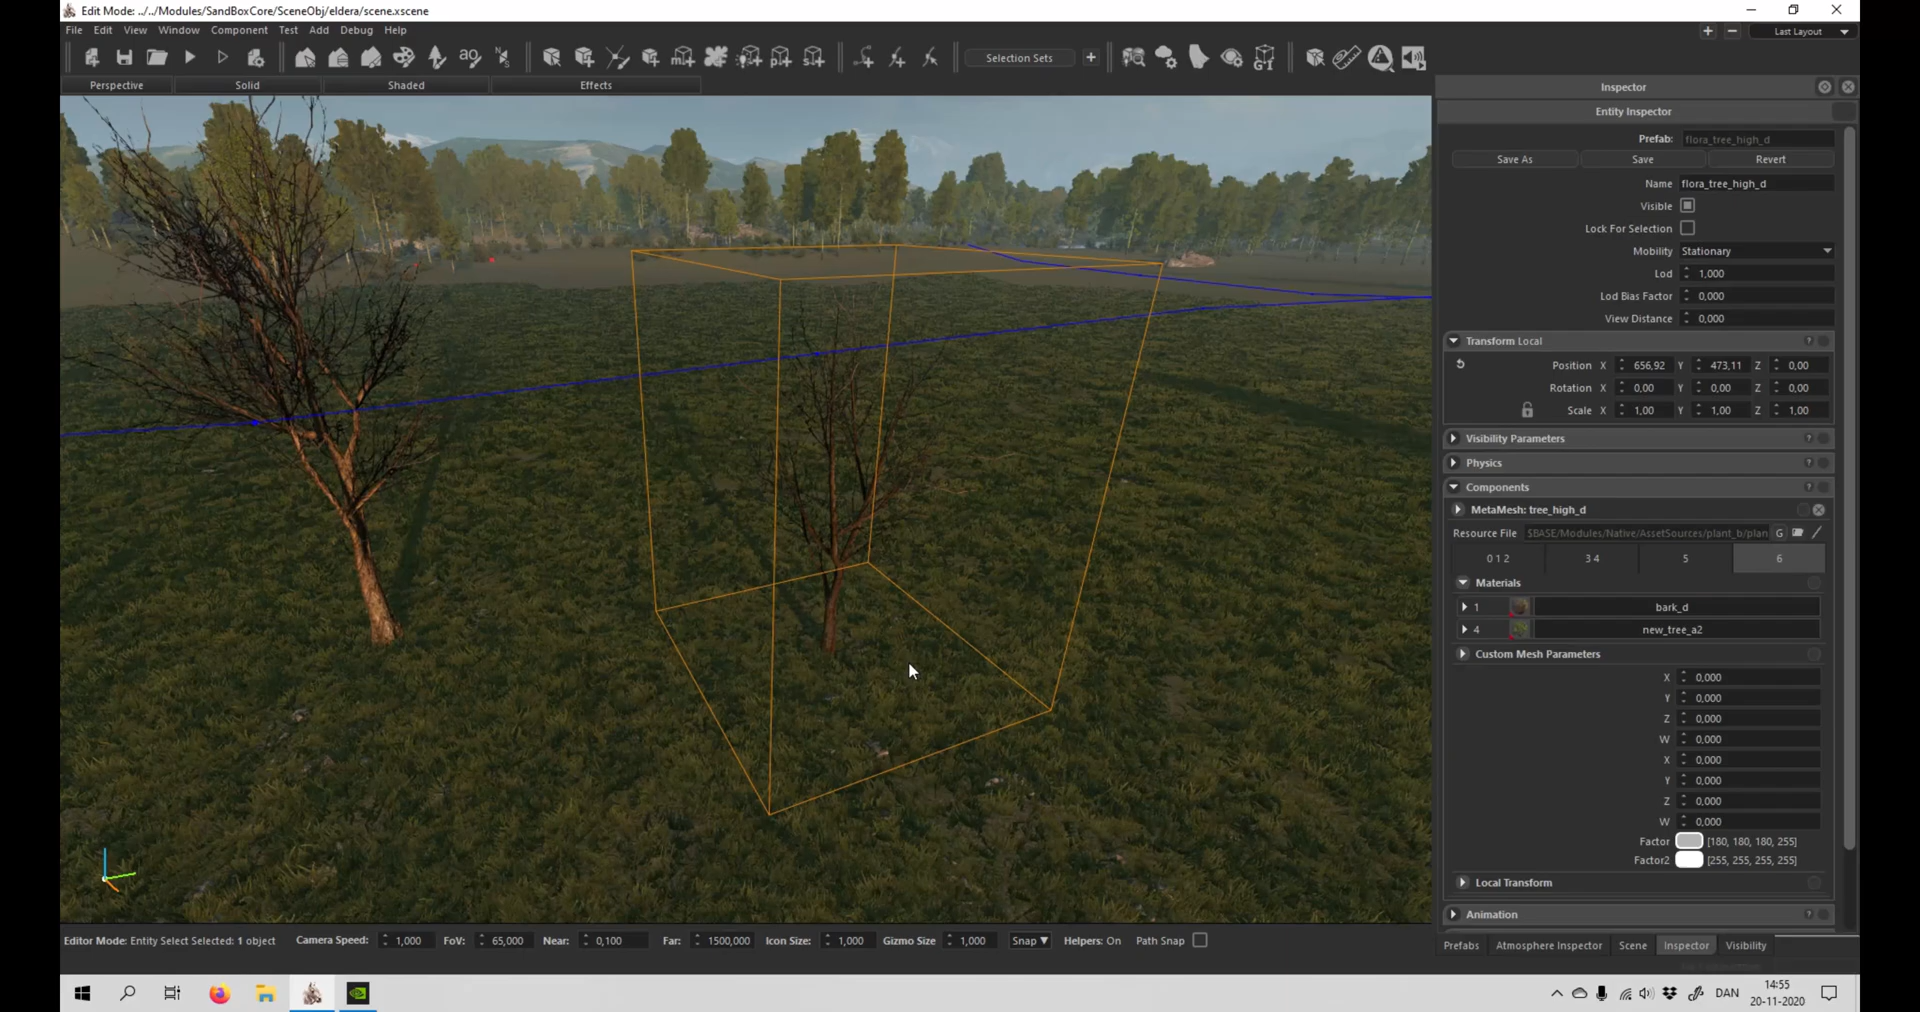 Edit Mode: ../../Modules/SandBoxCore/SceneObj/eldera/scene.xscene
File Edit View Window Component Test Add Debug Help
Last Layout
Selection Sets
Perspective Solid Shaded Effects
Inspector
Entity Inspector
Prefab: flora_tree_high_d
Save As Save Revert
Name flora_tree_high_d
Visible
Lock For Selection
Mobility Stationary
Lod 1,000
Lod Bias Factor 0,000
View Distance 0,000
Transform Local
Position X 656,92 Y 473,11 Z 0,00
Rotation X 0,00 Y 0,00 Z 0,00
Scale X 1,00 Y 1,00 Z 1,00
Visibility Parameters
Physics
Components
MetaMesh: tree_high_d
Resource File $BASE/Modules/Native/AssetSources/plant_b/plan G
0 1 2 3 4 5 6
Materials
1 bark_d
4 new_tree_a2
Custom Mesh Parameters
X 0,000
Y 0,000
Z 0,000
W 0,000
X 0,000
Y 0,000
Z 0,000
W 0,000
Factor [180, 180, 180, 255]
Factor2 [255, 255, 255, 255]
Local Transform
Animation
Editor Mode: Entity Select Selected: 1 object Camera Speed: 1,000 FoV: 65,000 Near: 0,100 Far: 1500,000 Icon Size: 1,000 Gizmo Size 1,000 Snap Helpers: On Path Snap
Prefabs Atmosphere Inspector Scene Inspector Visibility
DAN
14:55
20-11-2020